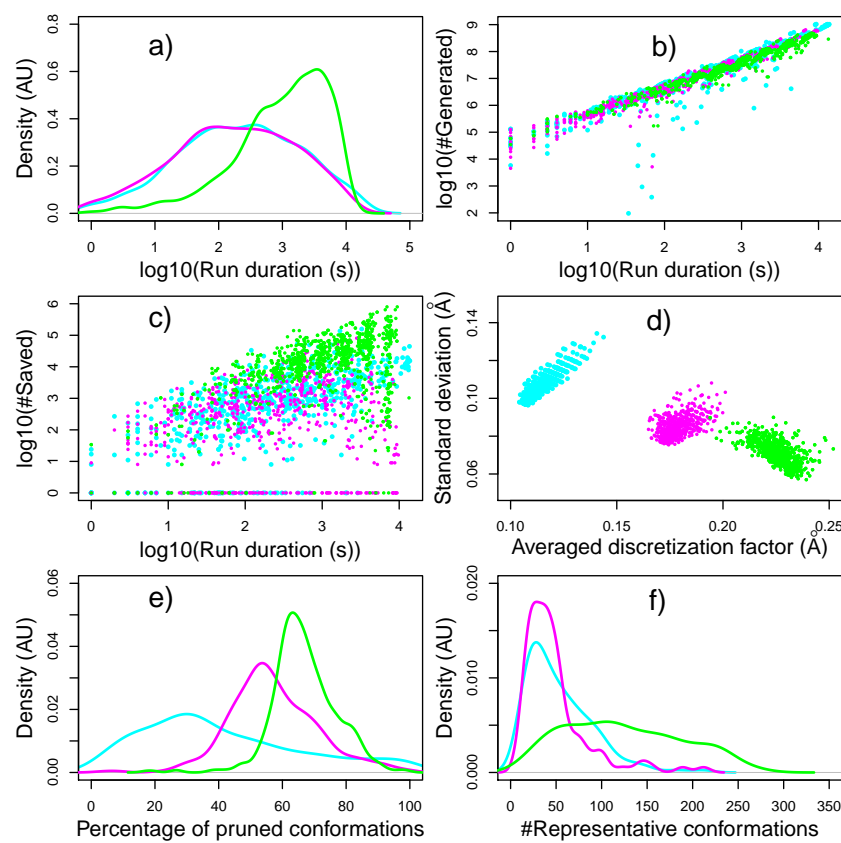 a)
Density (AU)
0.0 0.2 0.4 0.6 0.8
0 1 2 3 4 5
log10(Run duration (s))
b)
log10(#Generated)
2 3 4 5 6 7 8 9
0 1 2 3 4
log10(Run duration (s))
c)
log10(#Saved)
0 1 2 3 4 5 6
0 1 2 3 4
log10(Run duration (s))
d)
Standard deviation (Å)
0.06 0.10 0.14
0.10 0.15 0.20 0.25
Averaged discretization factor (Å)
e)
Density (AU)
0.00 0.02 0.04 0.06
0 20 40 60 80 100
Percentage of pruned conformations
f)
Density (AU)
0.000 0.010 0.020
0 50 100 150 200 250 300 350
#Representative conformations